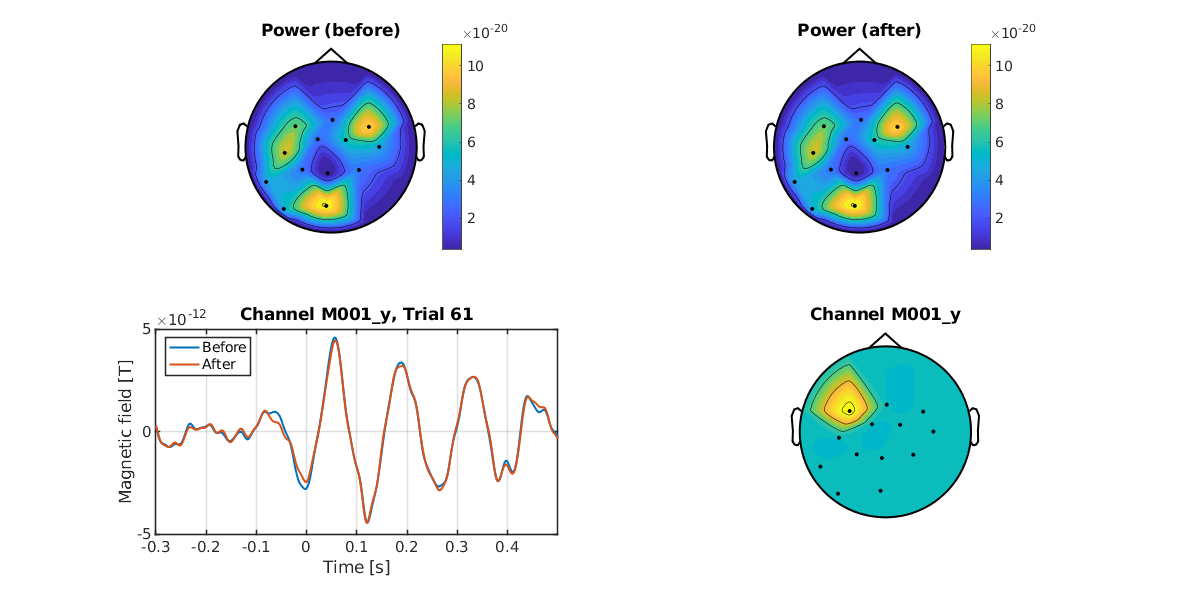 Power (before)
×10-20
10
8
6
4
2
Power (after)
×10-20
10
8
6
4
2
Channel M001_y, Trial 61
×10-12
5
0
-5
Magnetic field [T]
Before
After
-0.3 -0.2 -0.1 0 0.1 0.2 0.3 0.4
Time [s]
Channel M001_y